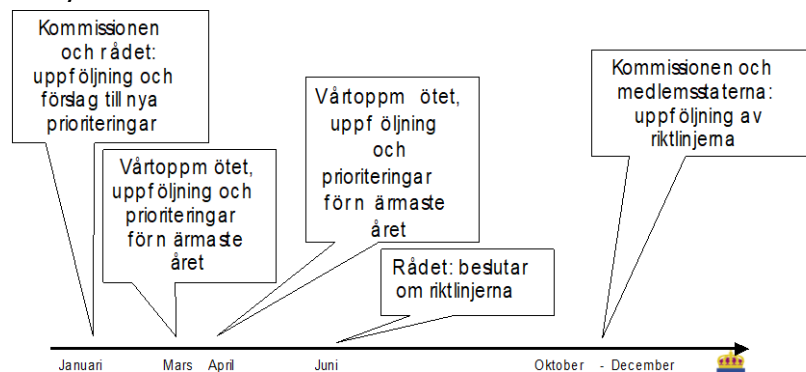 Kommissionen
och rådet:
uppföljning och
förslag till nya
prioriteringar
Vårtoppm ötet,
uppföljning och
prioriteringar
förn ärmaste
året
Vårtoppm ötet,
uppf öljning
och
prioriteringar
förn ärmaste
året
Rådet: beslutar
om riktlinjerna
Kommissionen och
medlemsstaterna:
uppföljning av
riktlinjerna
Januari Mars April Juni Oktober - December